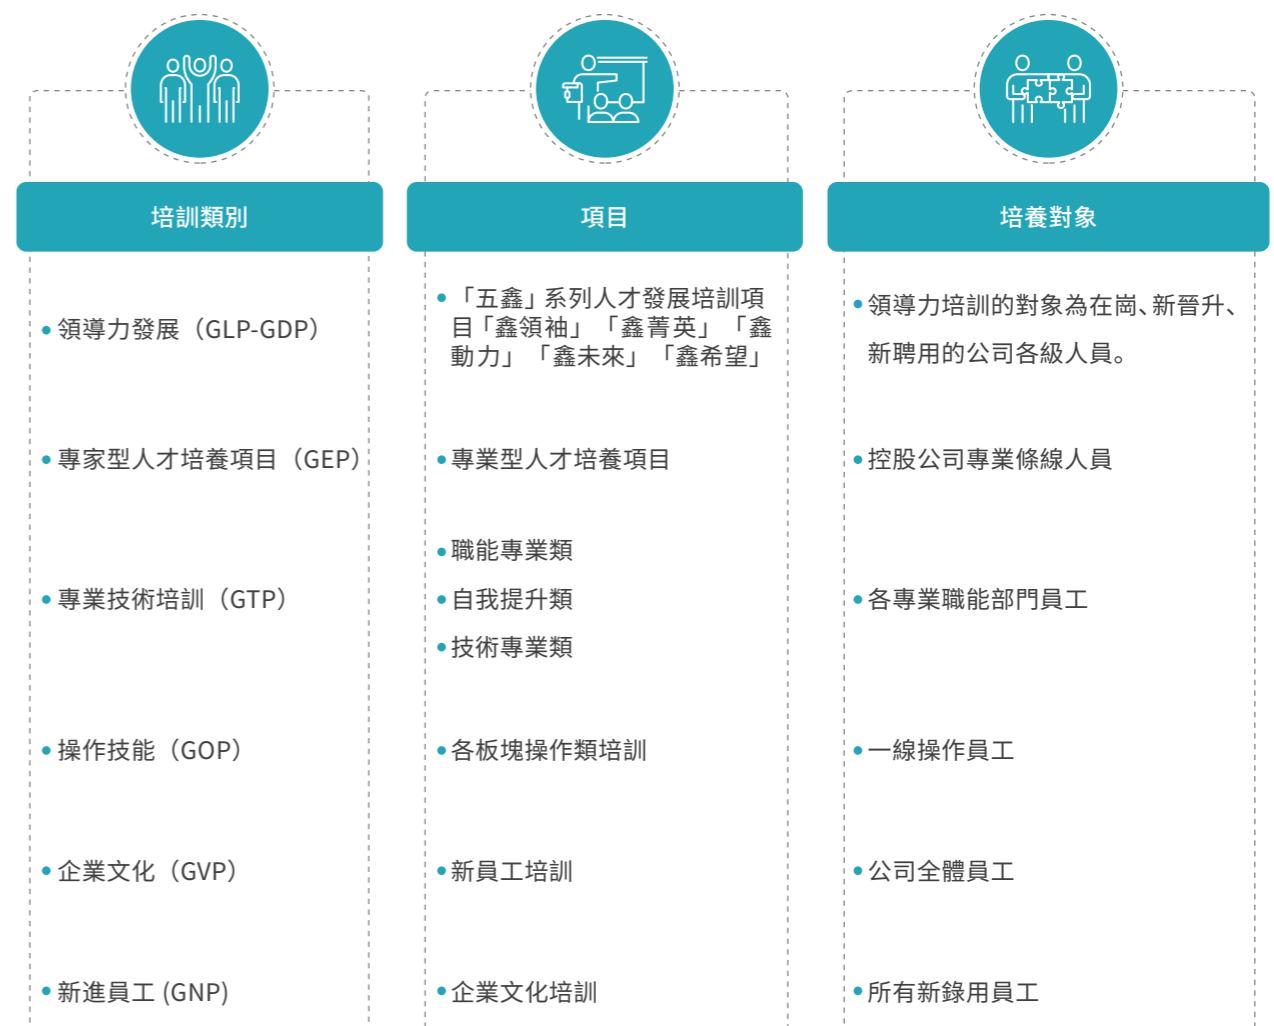 培訓類別
項目
培養對象
領導力發展（GLP-GDP）
「五鑫」系列人才發展培訓項
目「鑫領袖」「鑫菁英」「鑫
動力」「鑫未來」「鑫希望」
領導力培訓的對象為在崗、新晉升、
新聘用的公司各級人員。
專家型人才培養項目（GEP）
專業型人才培養項目
控股公司專業條線人員
專業技術培訓（GTP）
職能專業類
自我提升類
技術專業類
各專業職能部門員工
操作技能（GOP）
各板塊操作類培訓
一線操作員工
企業文化（GVP）
新員工培訓
公司全體員工
新進員工 (GNP)
企業文化培訓
所有新錄用員工